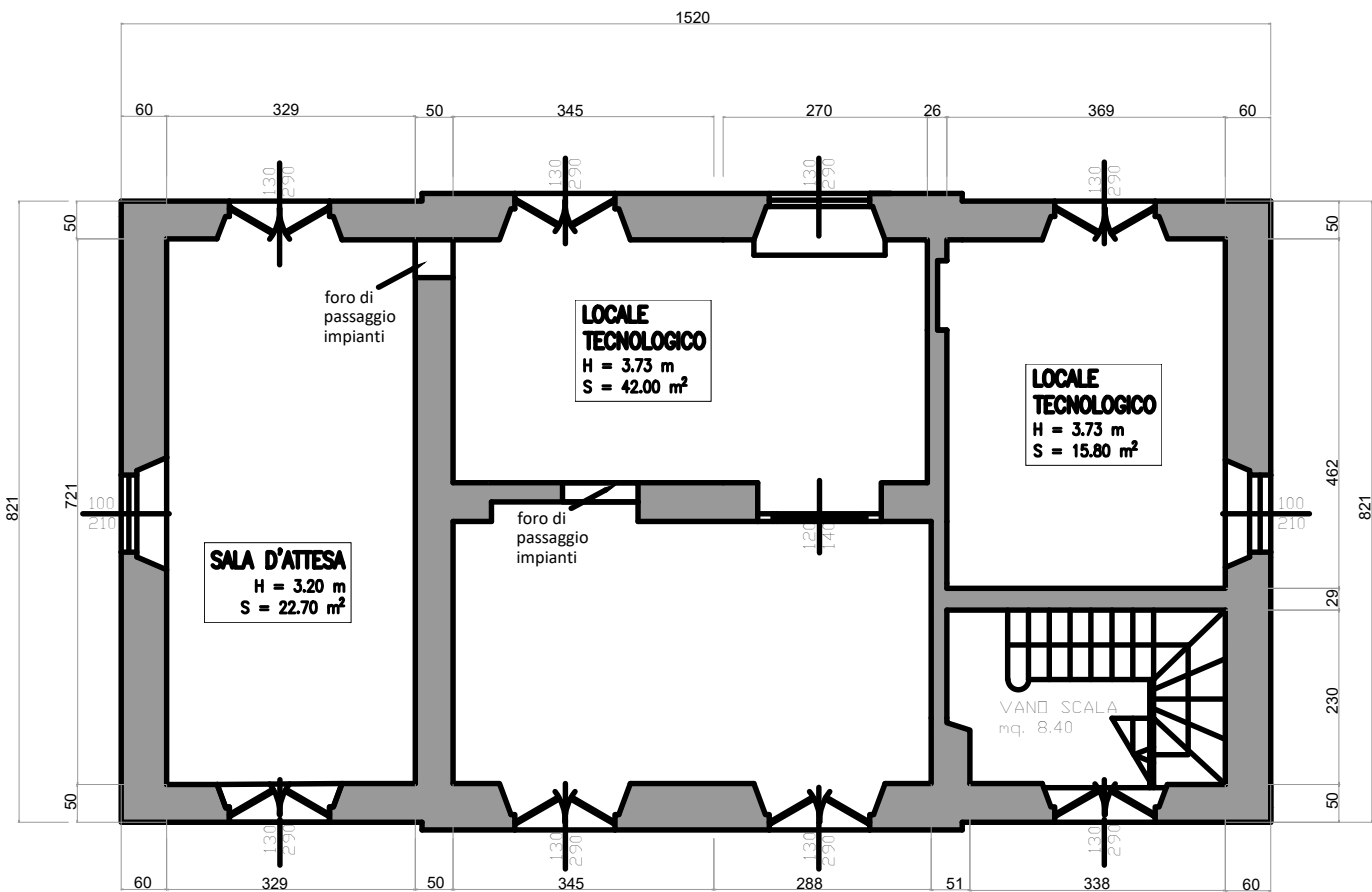 1520
60
329
50
345
270
26
369
60
130
290
130
290
130
290
130
290
50
50
821
721
821
462
foro di
passaggio
impianti
LOCALE
TECNOLOGICO
H = 3.73 m
S = 42.00 m²
LOCALE
TECNOLOGICO
H = 3.73 m
S = 15.80 m²
100
210
100
210
foro di
passaggio
impianti
120
140
SALA D'ATTESA
H = 3.20 m
S = 22.70 m²
29
230
VANO SCALA
mq. 8.40
50
50
130
290
130
290
130
290
130
290
60
329
50
345
288
51
338
60